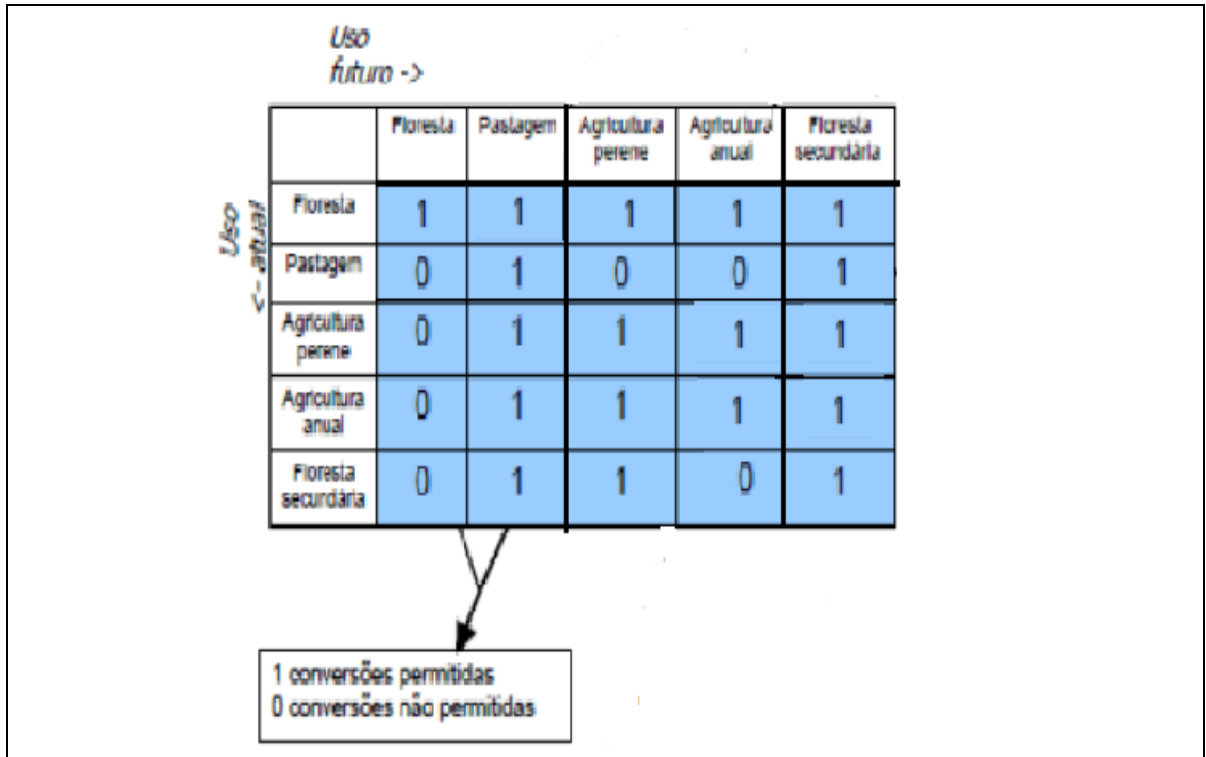 Uso
futuro ->
Floresta Pastagem Agricultura perene Agricultura anual Floresta secundária
Uso
<- atual
Floresta 1 1 1 1 1
Pastagem 0 1 0 0 1
Agricultura perene 0 1 1 1 1
Agricultura anual 0 1 1 1 1
Floresta secundária 0 1 1 0 1
1 conversões permitidas
0 conversões não permitidas